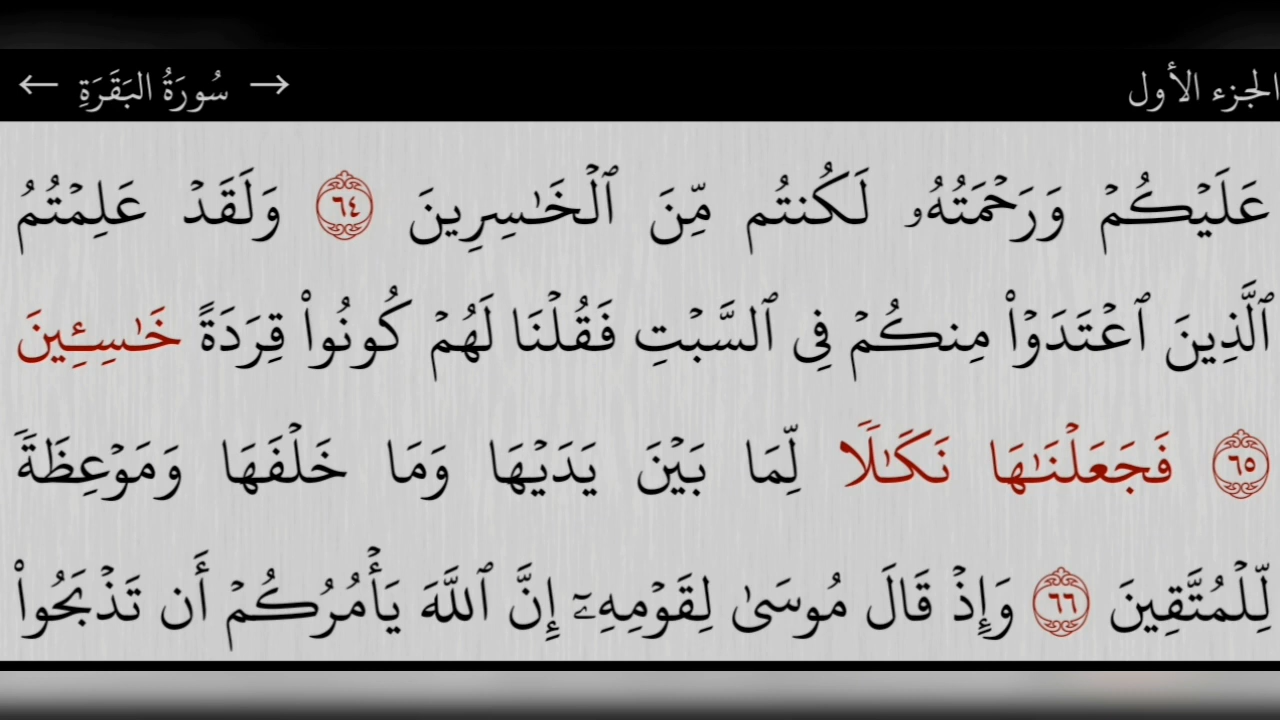 الجزء الأول
→ سُورَةُ البَقَرَةِ ←
عَلَيۡكُمۡ وَرَحۡمَتُهُۥ لَكُنتُم مِّنَ ٱلۡخَٰسِرِينَ ٦٤ وَلَقَدۡ عَلِمۡتُمُ
ٱلَّذِينَ ٱعۡتَدَوۡاْ مِنكُمۡ فِي ٱلسَّبۡتِ فَقُلۡنَا لَهُمۡ كُونُواْ قِرَدَةً خَٰسِـِٔينَ
٦٥ فَجَعَلۡنَٰهَا نَكَٰلٗا لِّمَا بَيۡنَ يَدَيۡهَا وَمَا خَلۡفَهَا وَمَوۡعِظَةٗ
لِّلۡمُتَّقِينَ ٦٦ وَإِذۡ قَالَ مُوسَىٰ لِقَوۡمِهِۦٓ إِنَّ ٱللَّهَ يَأۡمُرُكُمۡ أَن تَذۡبَحُواْ